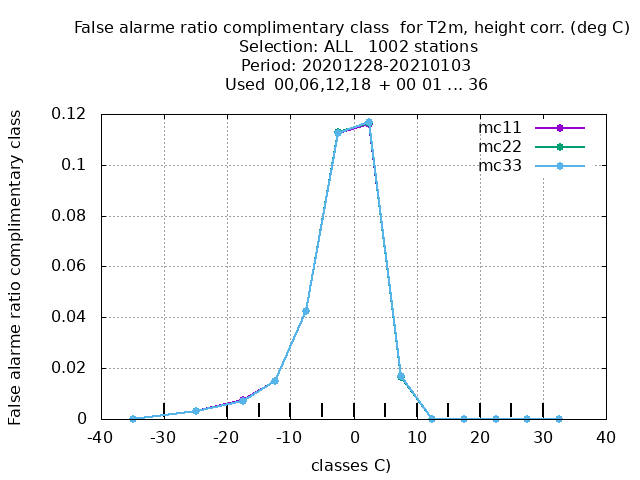 False alarme ratio complimentary class  for T2m, height corr. (deg C)
Selection: ALL   1002 stations
Period: 20201228-20210103
Used  00,06,12,18  + 00 01 ... 36
False alarme ratio complimentary class
0.12
0.1
0.08
0.06
0.04
0.02
0
mc11
mc22
mc33
-40 -30 -20 -10 0 10 20 30 40
classes C)